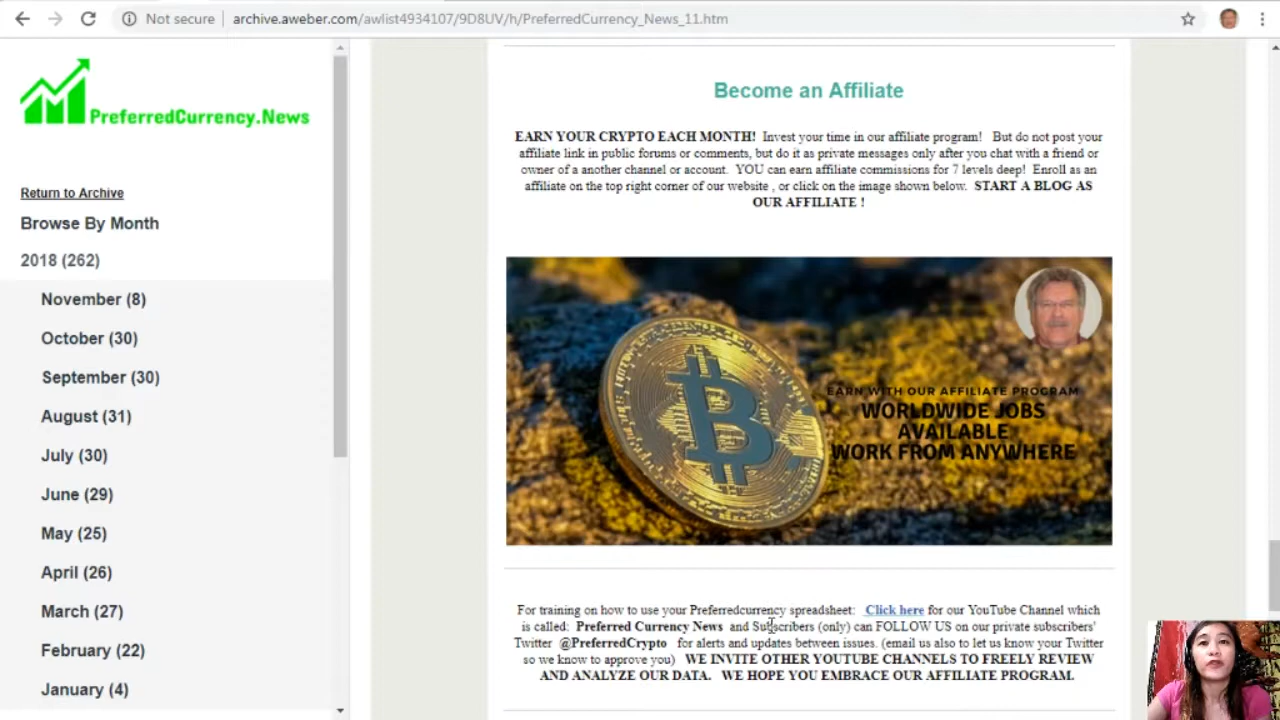 Not secure
archive.aweber.com/awlist4934107/9D8UV/h/PreferredCurrency_News_11.htm
PreferredCurrency.News
Return to Archive
Browse By Month
2018 (262)
November (8)
October (30)
September (30)
August (31)
July (30)
June (29)
May (25)
April (26)
March (27)
February (22)
January (4)
Become an Affiliate
EARN YOUR CRYPTO EACH MONTH! Invest your time in our affiliate program! But do not post your
affiliate link in public forums or comments, but do it as private messages only after you chat with a friend or
owner of a another channel or account. YOU can earn affiliate commissions for 7 levels deep! Enroll as an
affiliate on the top right corner of our website , or click on the image shown below. START A BLOG AS
OUR AFFILIATE !
EARN WITH OUR AFFILIATE PROGRAM
WORLDWIDE JOBS
AVAILABLE
WORK FROM ANYWHERE
For training on how to use your Preferredcurrency spreadsheet: Click here for our YouTube Channel which
is called: Preferred Currency News and Subscribers (only) can FOLLOW US on our private subscribers'
Twitter @PreferredCrypto for alerts and updates between issues. (email us also to let us know your Twitter
so we know to approve you) WE INVITE OTHER YOUTUBE CHANNELS TO FREELY REVIEW
AND ANALYZE OUR DATA. WE HOPE YOU EMBRACE OUR AFFILIATE PROGRAM.